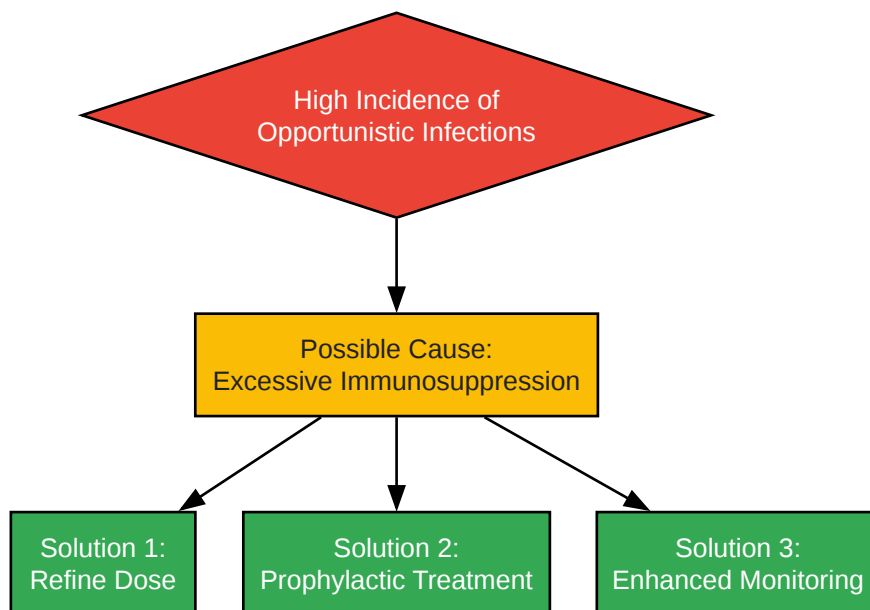 High Incidence of
Opportunistic Infections
Possible Cause:
Excessive Immunosuppression
Solution 1:
Refine Dose
Solution 2:
Prophylactic Treatment
Solution 3:
Enhanced Monitoring